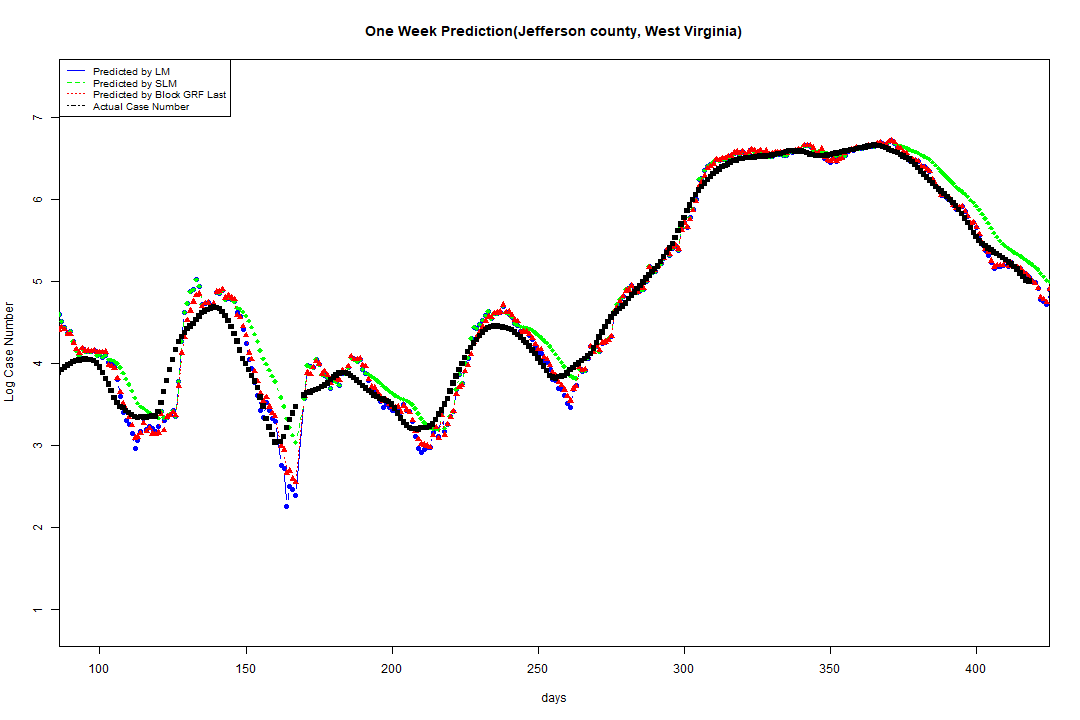 One Week Prediction(Jefferson county, West Virginia)
Predicted by LM
Predicted by SLM
Predicted by Block GRF Last
Actual Case Number
Log Case Number
7
6
5
4
3
2
1
100 150 200 250 300 350 400
days